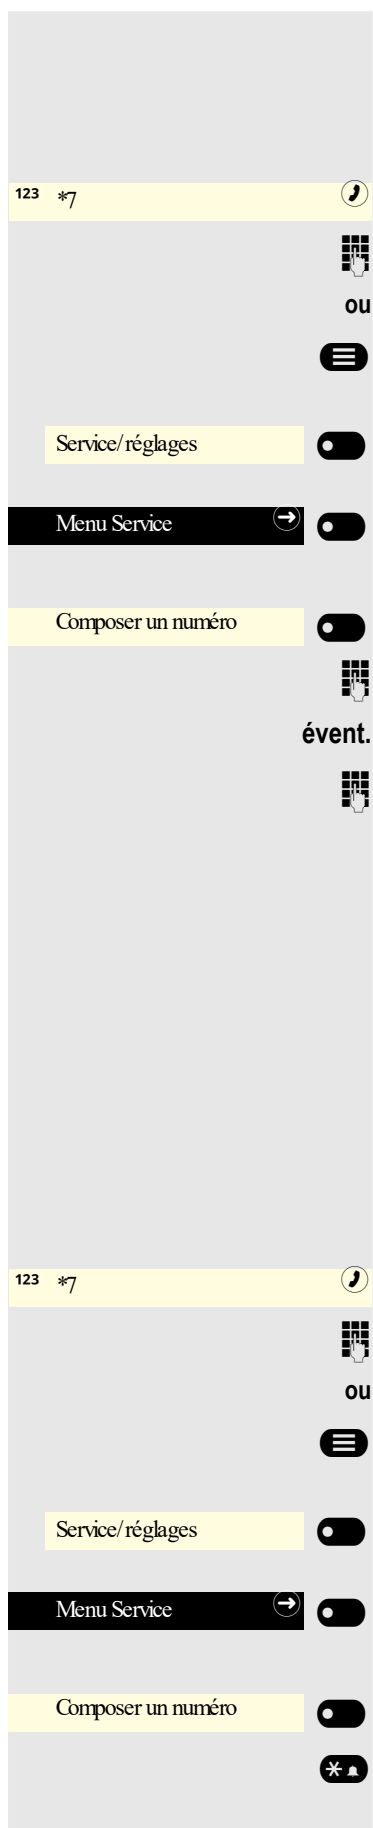 123 *7
ou
Service/réglages
Menu Service
Composer un numéro
évent.
123 *7
ou
Service/réglages
Menu Service
Composer un numéro